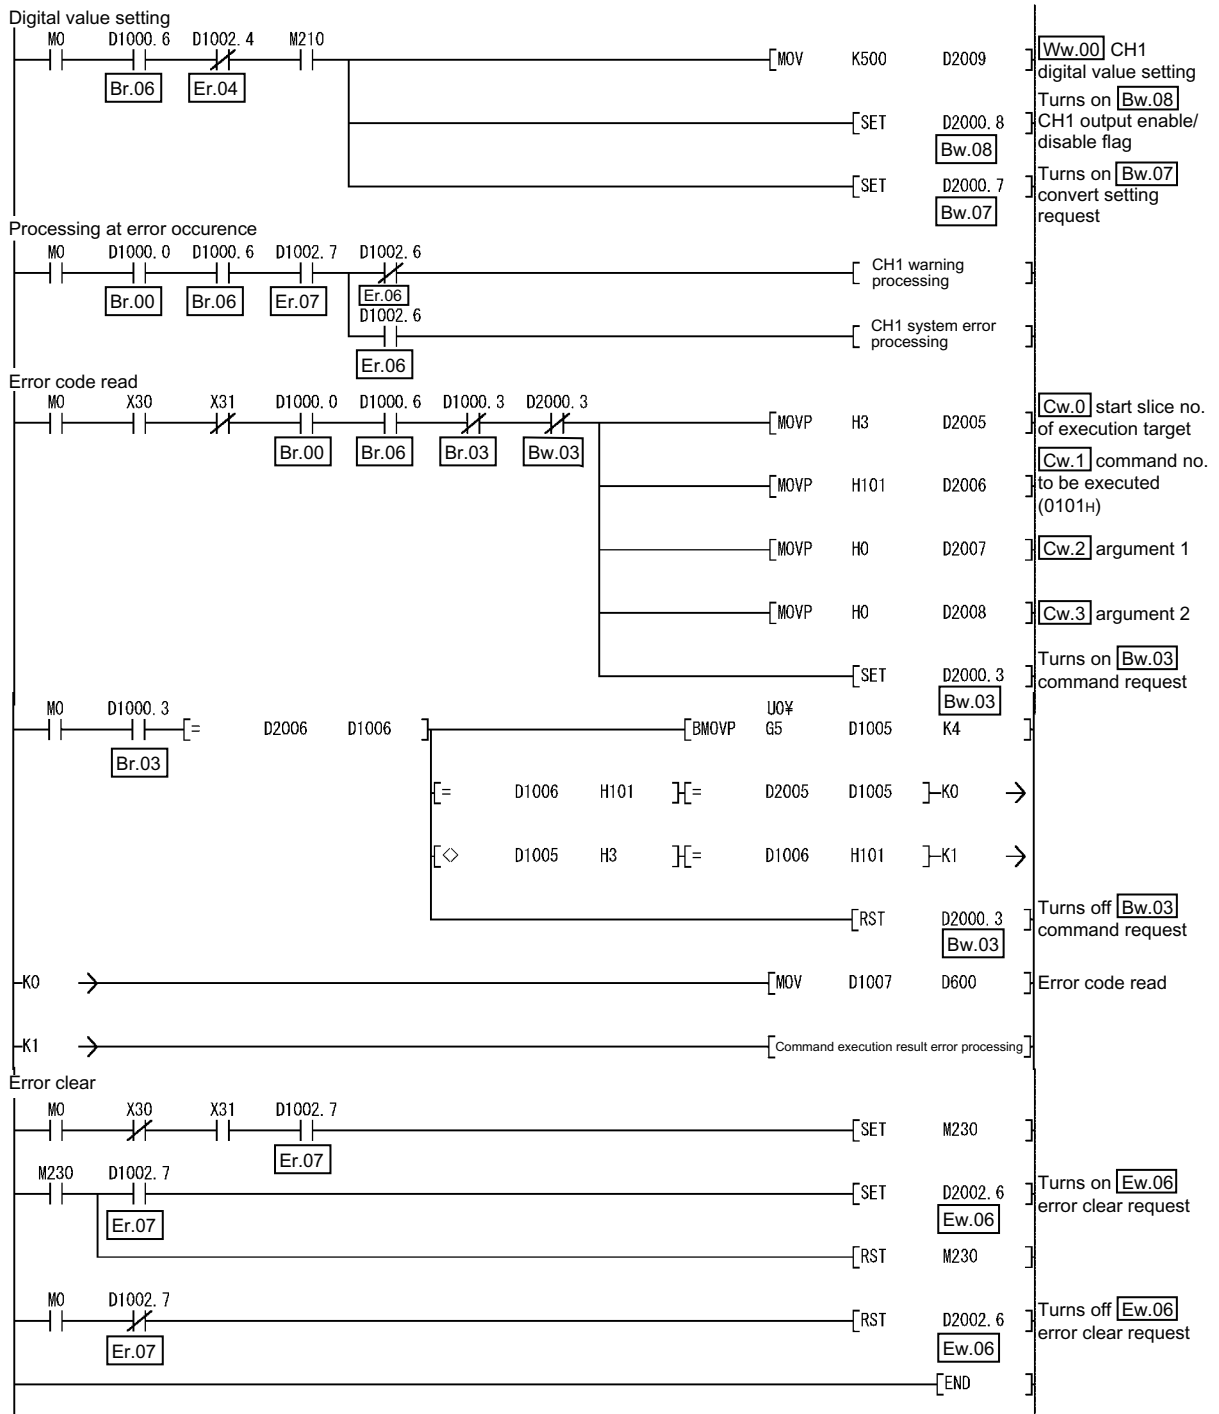 Digital value setting
M0 D1000. 6 D1002. 4 M210
Br.06 Er.04
MOV K500 D2009
Ww.00 CH1
digital value setting
SET D2000. 8
Bw.08
Turns on Bw.08
CH1 output enable/
disable flag
SET D2000. 7
Bw.07
Turns on Bw.07
convert setting
request
Processing at error occurence
M0 D1000. 0 D1000. 6 D1002. 7 D1002. 6
Br.00 Br.06 Er.07 Er.06
CH1 warning
processing
D1002. 6
Er.06
CH1 system error
processing
Error code read
M0 X30 X31 D1000. 0 D1000. 6 D1000. 3 D2000. 3
Br.00 Br.06 Br.03 Bw.03
MOVP H3 D2005
Cw.0 start slice no.
of execution target
MOVP H101 D2006
Cw.1 command no.
to be executed
(0101H)
MOVP H0 D2007
Cw.2 argument 1
MOVP H0 D2008
Cw.3 argument 2
SET D2000. 3
Bw.03
Turns on Bw.03
command request
M0 D1000. 3
Br.03
= D2006 D1006
U0¥
BMOVP G5 D1005 K4
= D1006 H101 = D2005 D1005 K0
<> D1005 H3 = D1006 H101 K1
RST D2000. 3
Bw.03
Turns off Bw.03
command request
K0 MOV D1007 D600
Error code read
K1 Command execution result error processing
Error clear
M0 X30 X31 D1002. 7
Er.07
SET M230
M230 D1002. 7
Er.07
SET D2002. 6
Ew.06
Turns on Ew.06
error clear request
RST M230
M0 D1002. 7
Er.07
RST D2002. 6
Ew.06
Turns off Ew.06
error clear request
END